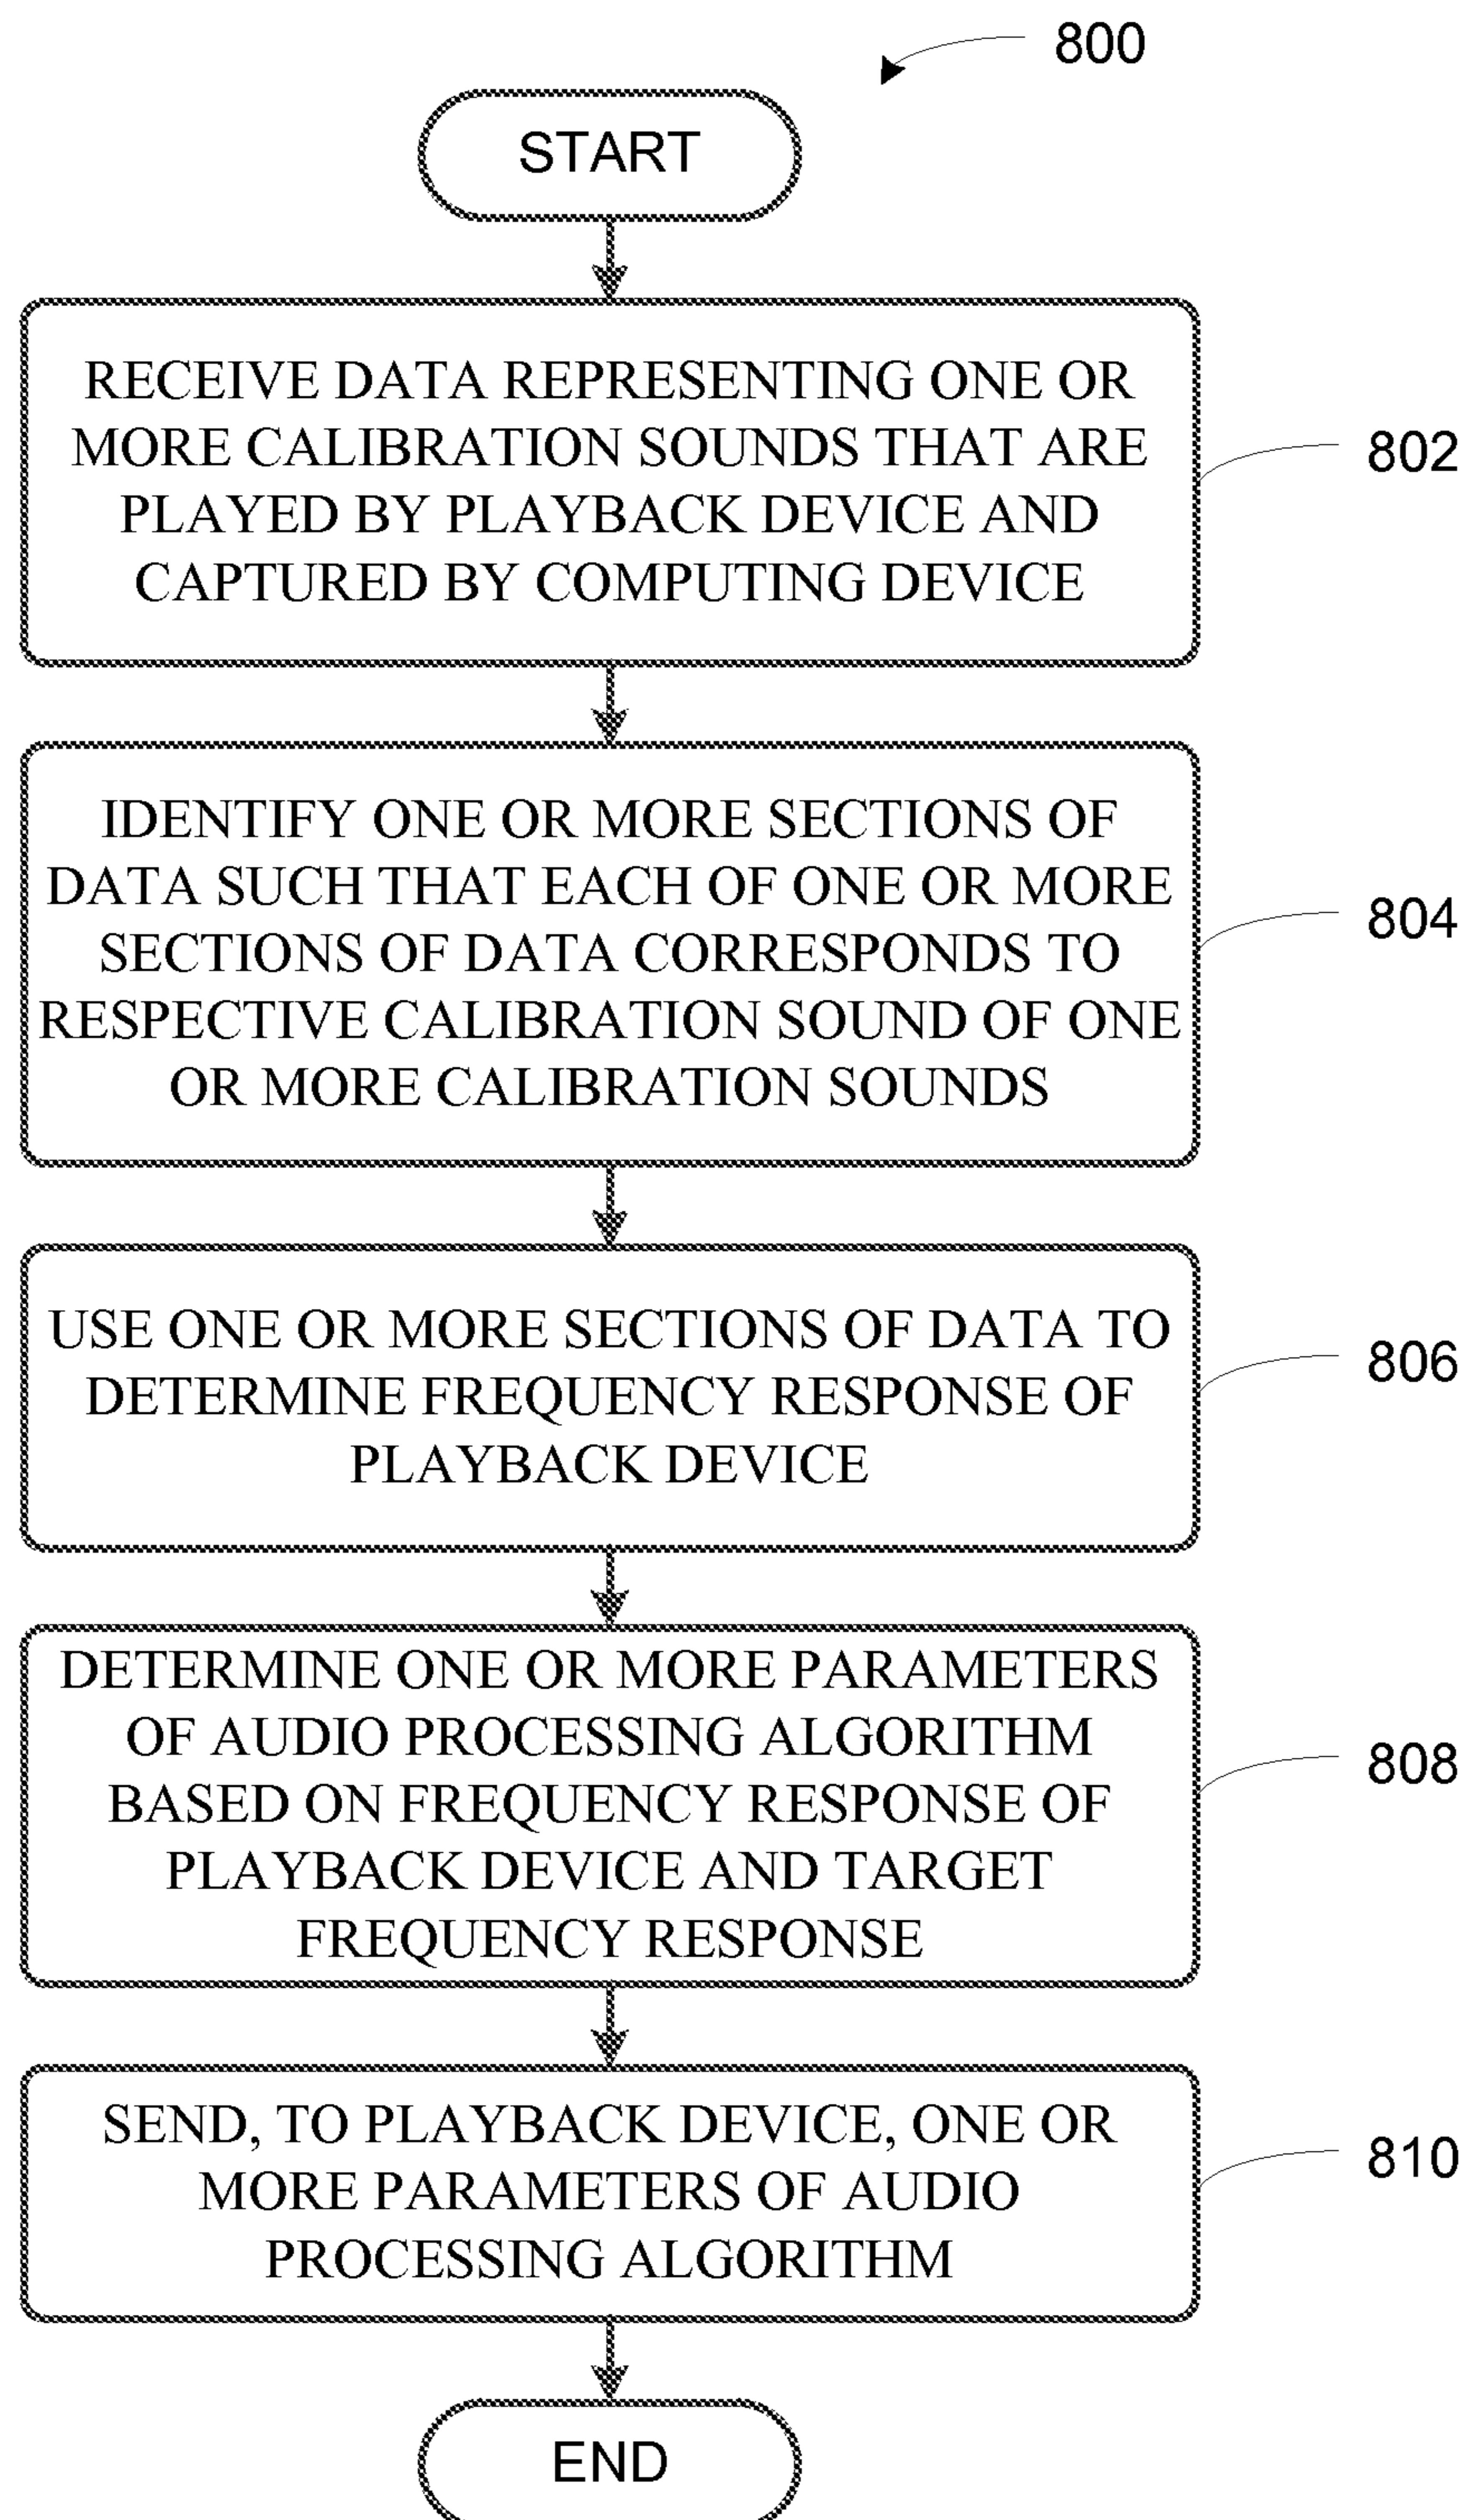 800
START
RECEIVE DATA REPRESENTING ONE OR
MORE CALIBRATION SOUNDS THAT ARE
PLAYED BY PLAYBACK DEVICE AND
CAPTURED BY COMPUTING DEVICE
802
IDENTIFY ONE OR MORE SECTIONS OF
DATA SUCH THAT EACH OF ONE OR MORE
SECTIONS OF DATA CORRESPONDS TO
RESPECTIVE CALIBRATION SOUND OF ONE
OR MORE CALIBRATION SOUNDS
804
USE ONE OR MORE SECTIONS OF DATA TO
DETERMINE FREQUENCY RESPONSE OF
PLAYBACK DEVICE
806
DETERMINE ONE OR MORE PARAMETERS
OF AUDIO PROCESSING ALGORITHM
BASED ON FREQUENCY RESPONSE OF
PLAYBACK DEVICE AND TARGET
FREQUENCY RESPONSE
808
SEND, TO PLAYBACK DEVICE, ONE OR
MORE PARAMETERS OF AUDIO
PROCESSING ALGORITHM
810
END